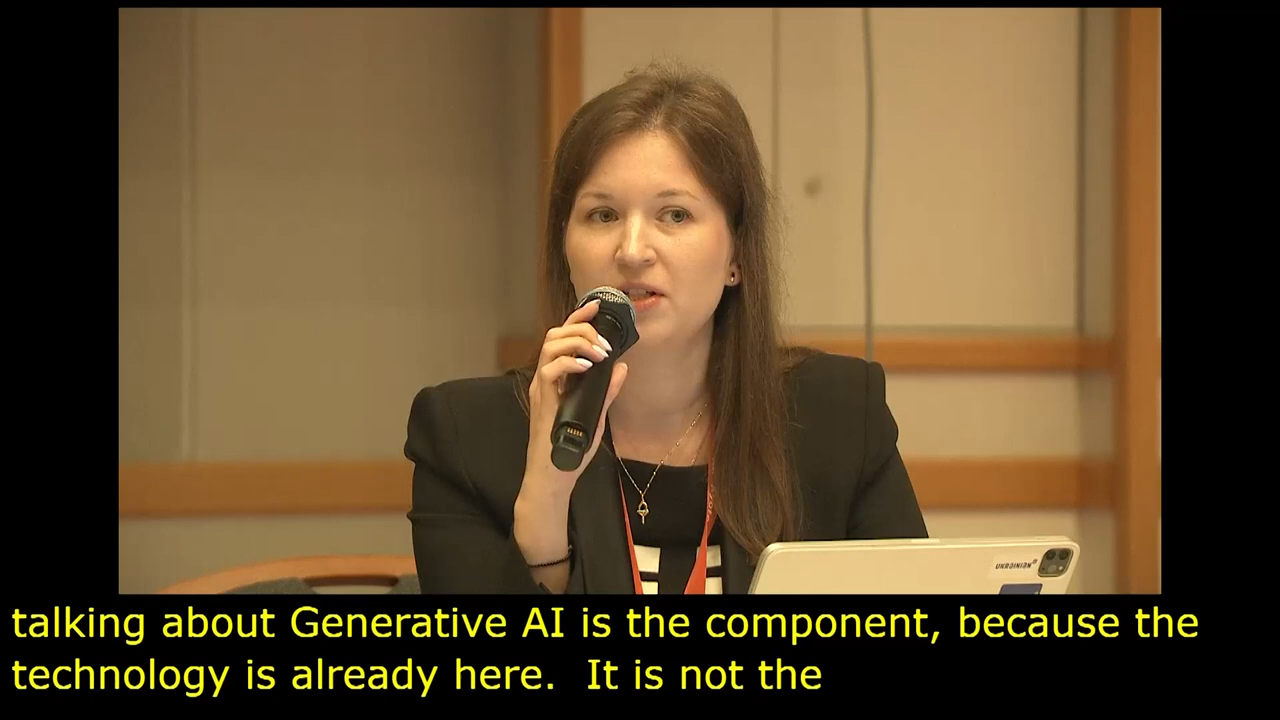 talking about Generative AI is the component, because the
technology is already here. It is not the